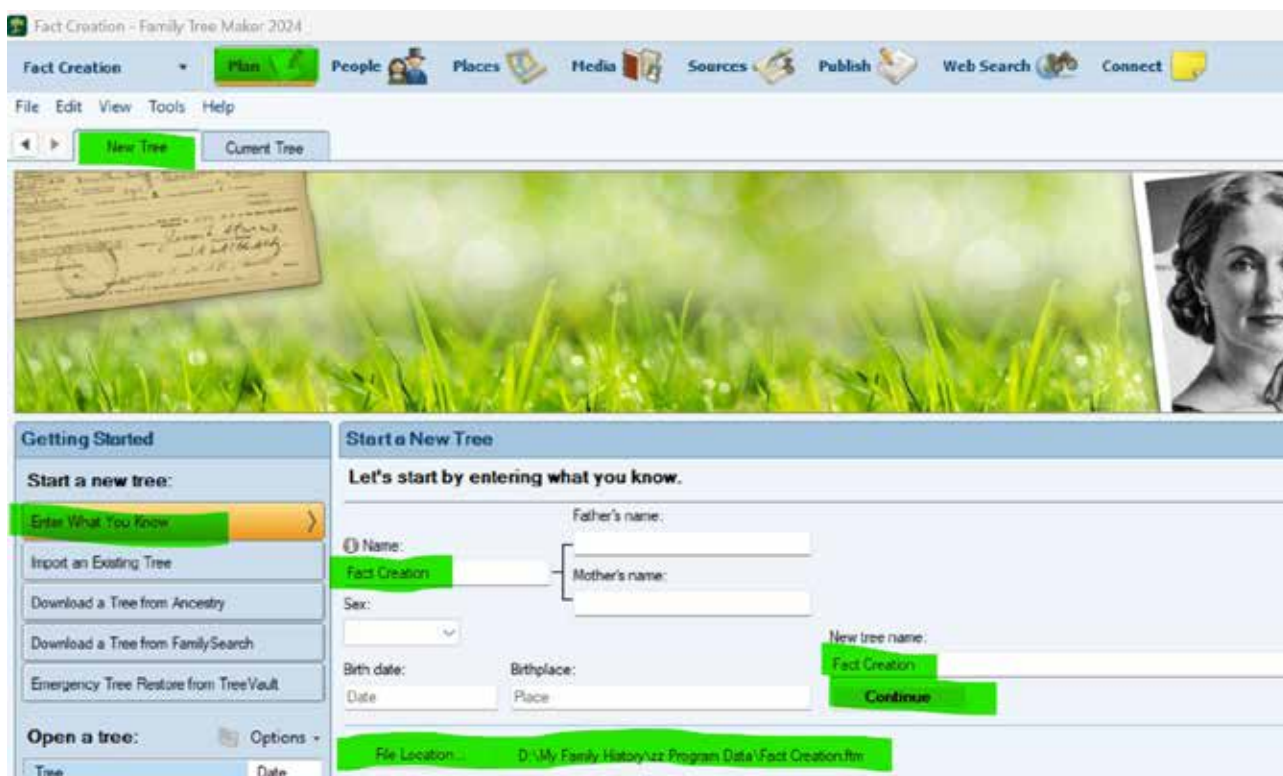 Fact Creation - Family Tree Maker 2024
Fact Creation Plan People Places Media Sources Publish Web Search Connect
File Edit View Tools Help
New Tree Current Tree
Getting Started
Start a new tree:
Enter What You Know
Import an Existing Tree
Download a Tree from Ancestry
Download a Tree from FamilySearch
Emergency Tree Restore from TreeVault
Open a tree: Options
Tree Date
Start a New Tree
Let's start by entering what you know.
Father's name:
Name:
Fact Creation
Mother's name:
Sex:
New tree name:
Fact Creation
Birth date: Birthplace:
Date Place
Continue
File Location... D:\My Family History\zz Program Data\Fact Creation.ftm